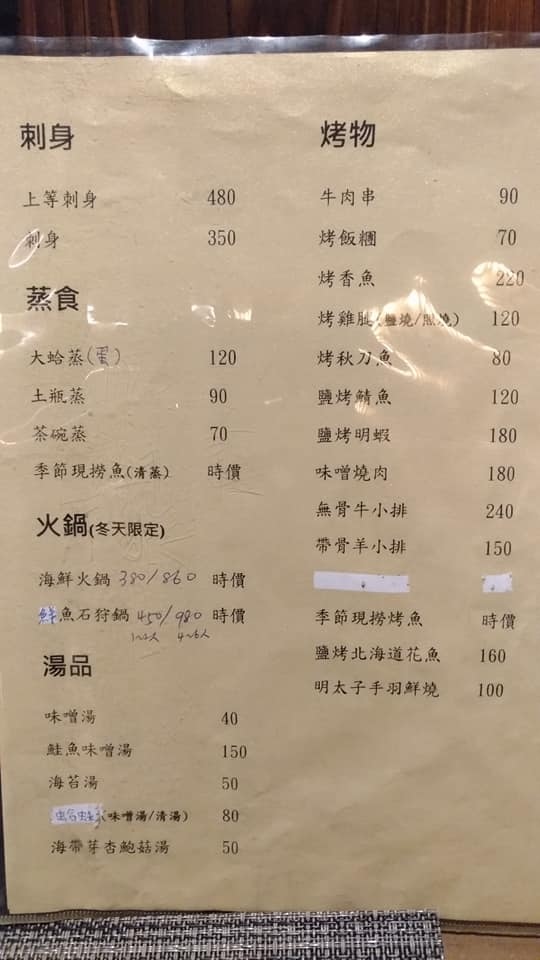 刺身
上等刺身 480
刺身 350
蒸食
大蛤蒸(蛋) 120
土瓶蒸 90
茶碗蒸 70
季節現撈魚(清蒸) 時價
火鍋(冬天限定)
海鮮火鍋 380/860 時價
鮮魚石狩鍋 450/980 時價
4~6人
湯品
味噌湯 40
鮭魚味噌湯 150
海苔湯 50
(味噌湯/清湯) 80
海帶芽杏鮑菇湯 50
烤物
牛肉串 90
烤飯糰 70
烤香魚 220
烤雞腿(鹽燒/照燒) 120
烤秋刀魚 80
鹽烤鯖魚 120
鹽烤明蝦 180
味噌燒肉 180
無骨牛小排 240
帶骨羊小排 150
季節現撈烤魚 時價
鹽烤北海道花魚 160
明太子手羽鮮燒 100